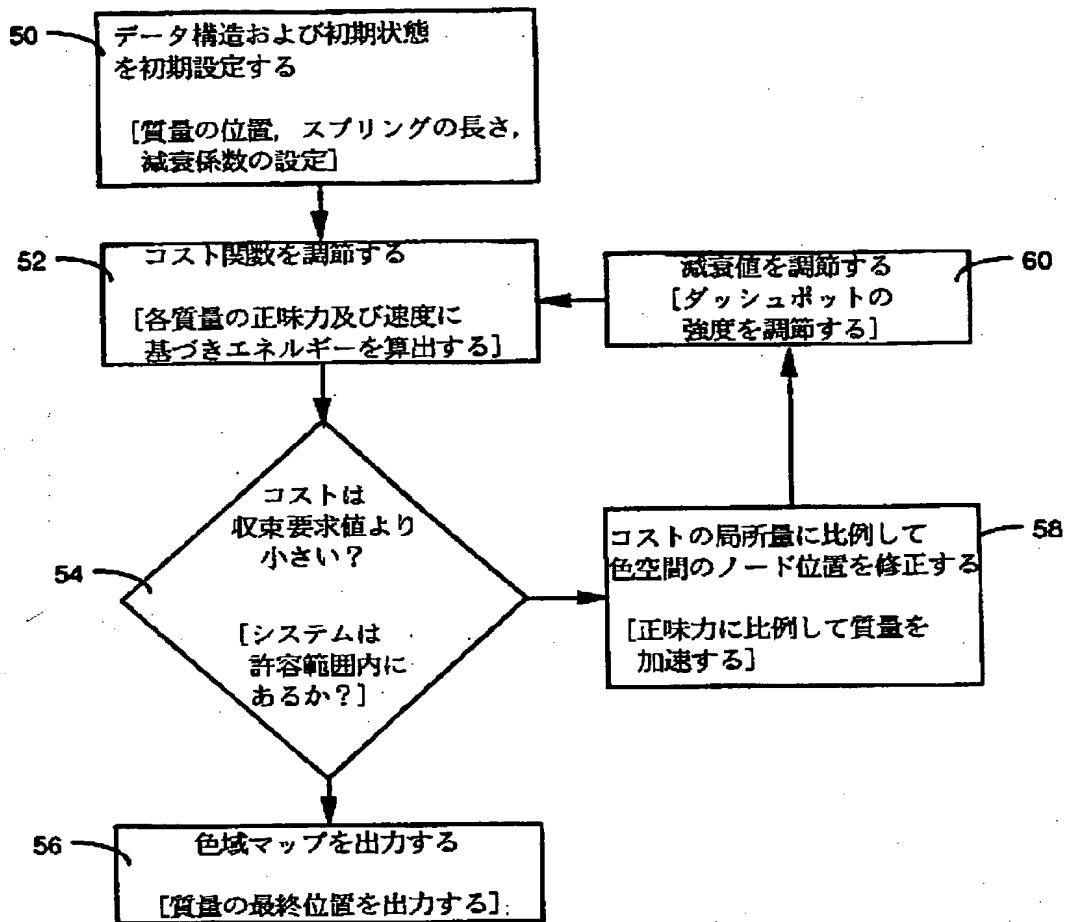 50
データ構造および初期状態
を初期設定する
[質量の位置,スプリングの長さ,
減衰係数の設定]
52
コスト関数を調節する
[各質量の正味力及び速度に
基づきエネルギーを算出する]
60
減衰値を調節する
[ダッシュポットの
強度を調節する]
54
コストは
収束要求値より
小さい?
[システムは
許容範囲内に
あるか?]
58
コストの局所量に比例して
色空間のノード位置を修正する
[正味力に比例して質量を
加速する]
56
色域マップを出力する
[質量の最終位置を出力する]